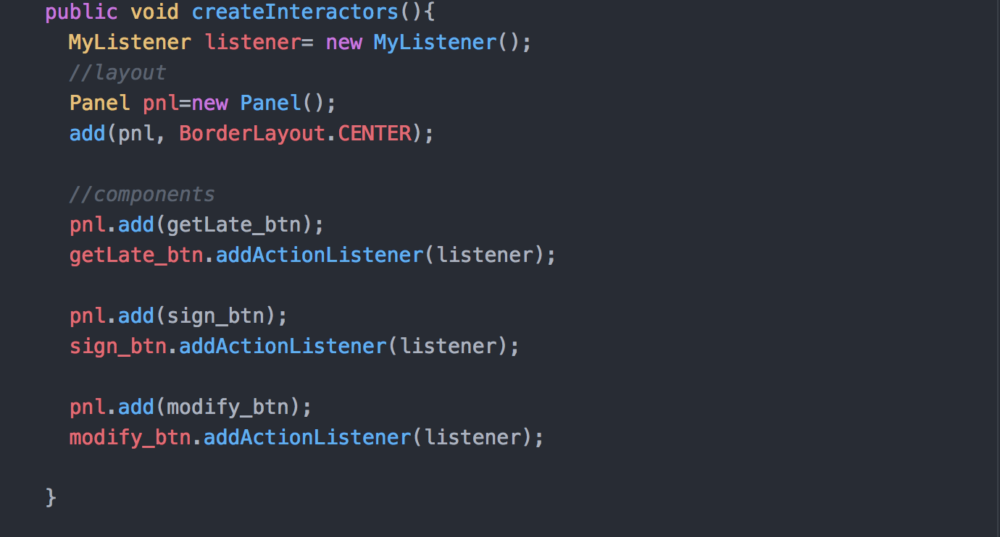 public void createInteractors(){
MyListener listener= new MyListener();
//layout
Panel pnl=new Panel();
add(pnl, BorderLayout.CENTER);
//components
pnl.add(getLate_btn);
getLate_btn.addActionListener(listener);
pnl.add(sign_btn);
sign_btn.addActionListener(listener);
pnl.add(modify_btn);
modify_btn.addActionListener(listener);
}